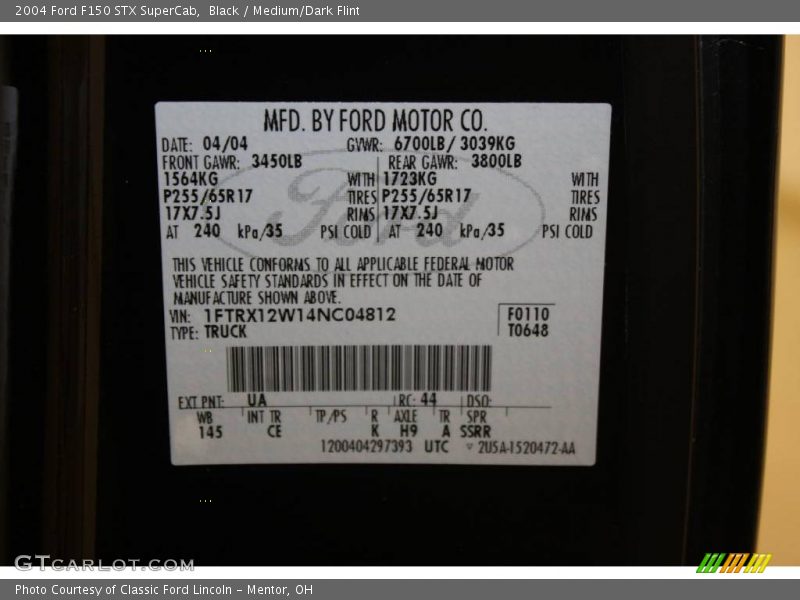 2004 Ford F150 STX SuperCab,  Black / Medium/Dark Flint
MFD. BY FORD MOTOR CO.
DATE: 04/04 GVWR: 6700LB/ 3039KG
FRONT GAWR: 3450LB REAR GAWR: 3800LB
1564KG WITH 1723KG WITH
P255/65R17 TIRES P255/65R17 TIRES
17X7.5J RIMS 17X7.5J RIMS
AT 240 kPa/35 PSI COLD AT 240 kPa/35 PSI COLD
Ford
THIS VEHICLE CONFORMS TO ALL APPLICABLE FEDERAL MOTOR
VEHICLE SAFETY STANDARDS IN EFFECT ON THE DATE OF
MANUFACTURE SHOWN ABOVE.
VIN: 1FTRX12W14NC04812 F0110
TYPE: TRUCK T0648
EXT PNT: UA RC: 44 DSO:
WB INT TR TP/PS R AXLE TR SPR
145 CE K H9 A SSRR
1200404297393 UTC ▿ 2U5A-1520472-AA
GTCARLOT.COM
Photo Courtesy of Classic Ford Lincoln - Mentor, OH